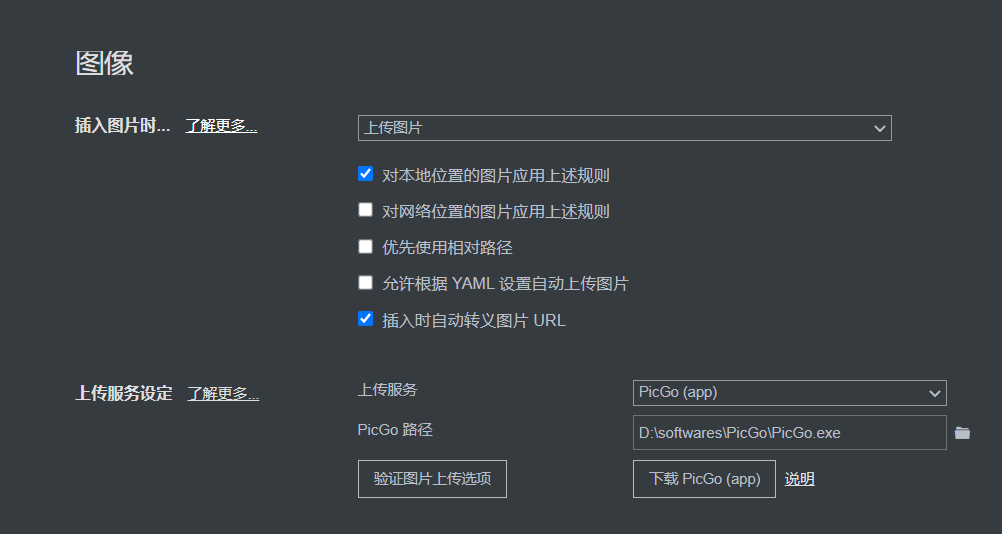 图像
插入图片时... 了解更多...
上传图片
对本地位置的图片应用上述规则
对网络位置的图片应用上述规则
优先使用相对路径
允许根据 YAML 设置自动上传图片
插入时自动转义图片 URL
上传服务设定 了解更多...
上传服务 PicGo (app)
PicGo 路径 D:\softwares\PicGo\PicGo.exe
验证图片上传选项 下载 PicGo (app) 说明